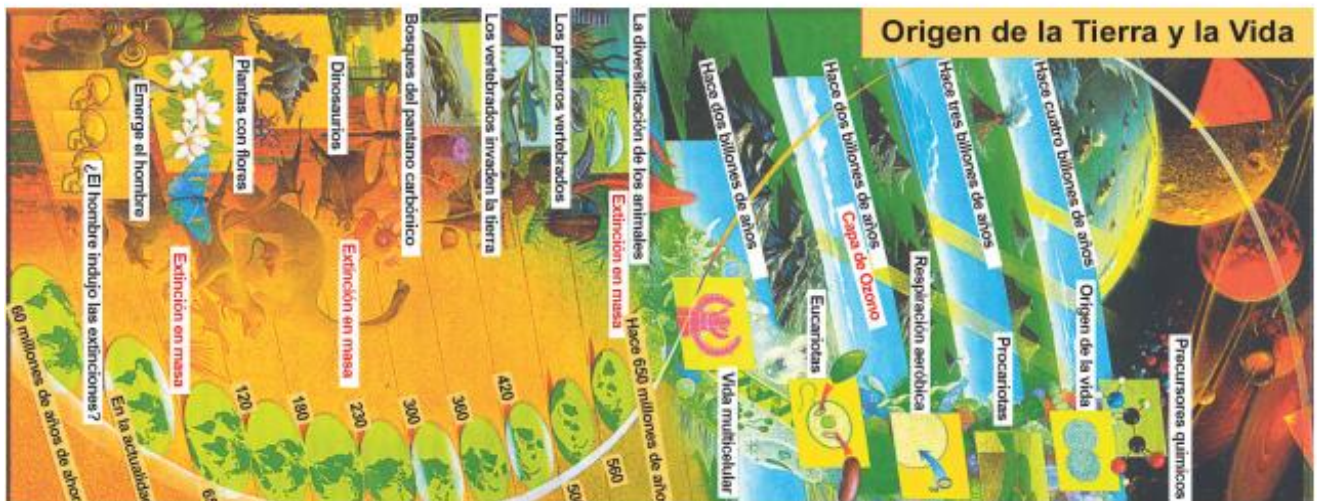 Origen de la Tierra y la Vida
Precursores químicos
Origen de la vida
Hace cuatro billones de años
Procariotas
Hace tres billones de años
Respiración aeróbica
Hace dos billones de años
Capa de Ozono
Eucariotas
Hace dos billones de años
Vida multicelular
Hace 650 millones de año
La diversificación de los animales
Extinción en masa
560
Los primeros vertebrados
Los vertebrados invaden la tierra
420
Bosques del pantano carbónico
360
300
Dinosaurios
Extinción en masa
230
180
Plantas con flores
120
Extinción en masa
Emerge el hombre
En la actualidad
¿El hombre indujo las extinciones?
60 millones de años de ahor